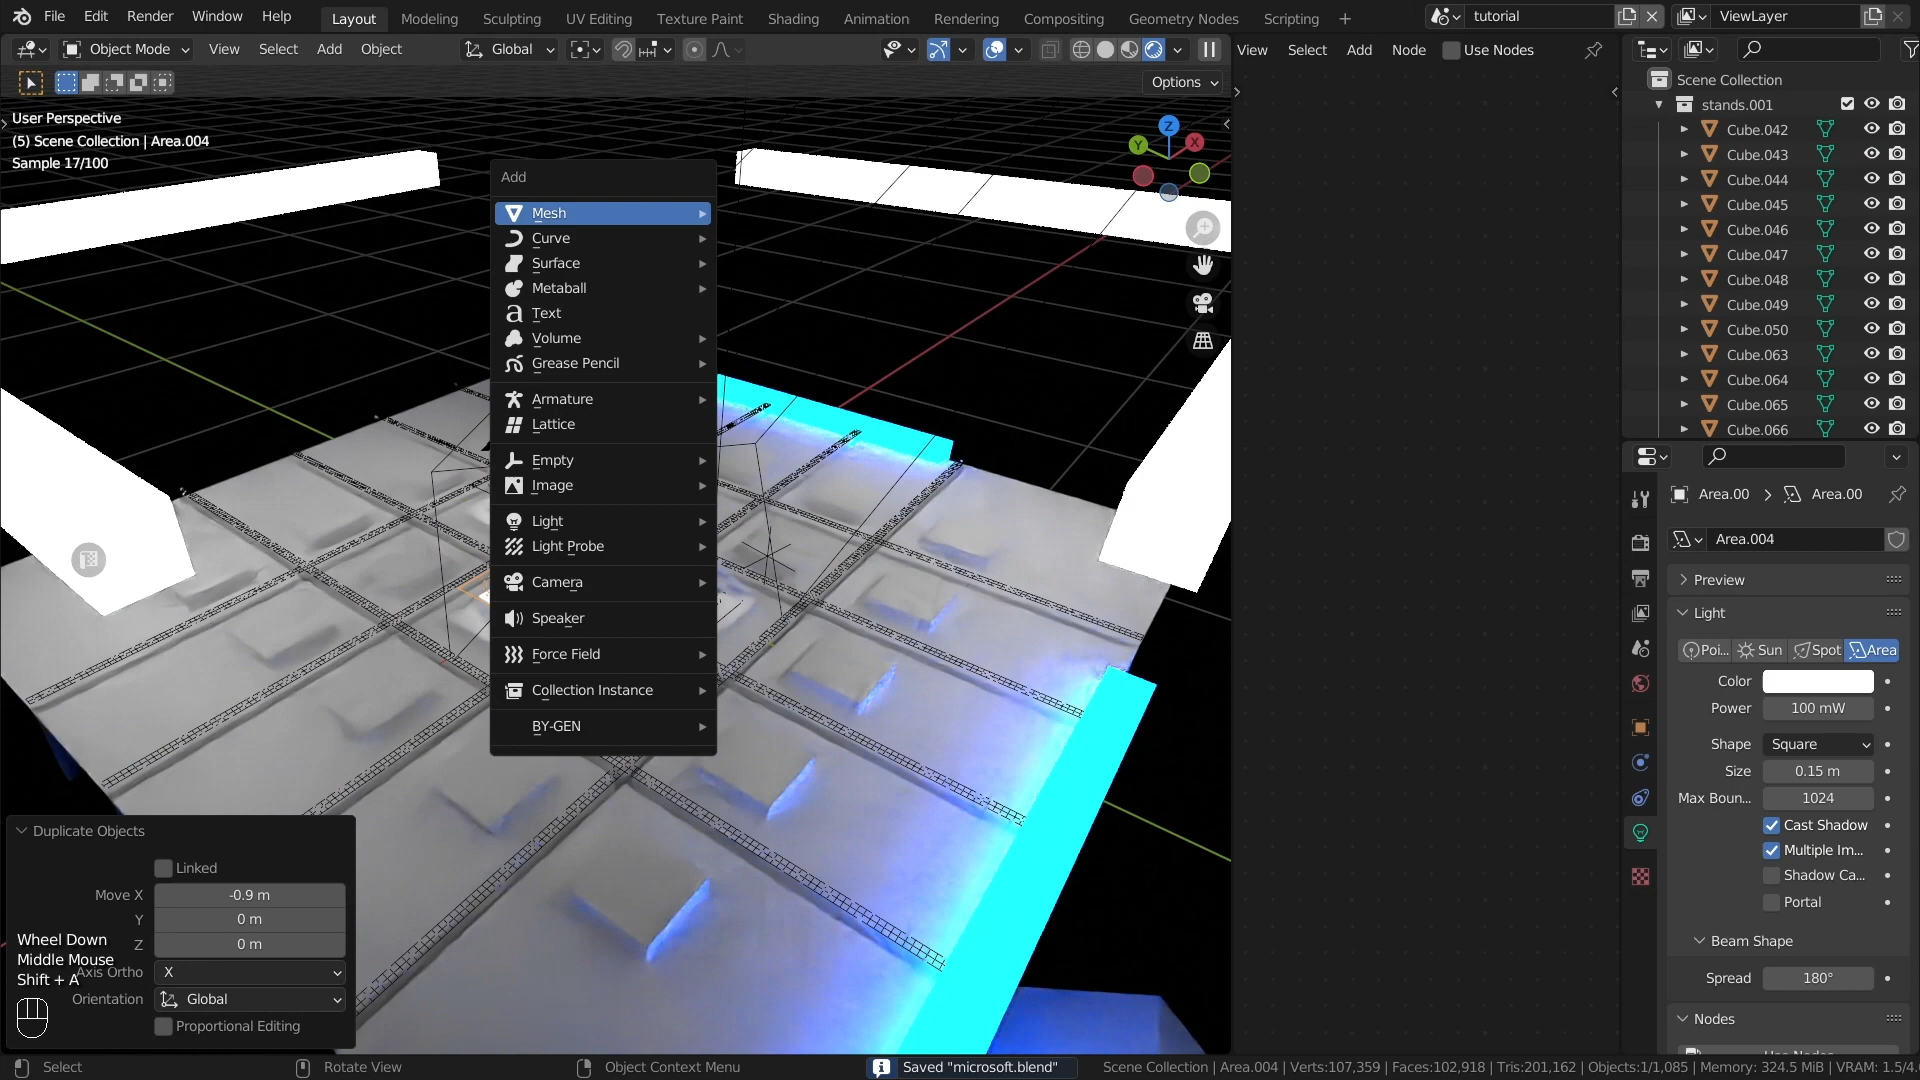 File Edit Render Window Help Layout Modeling Sculpting UV Editing Texture Paint Shading Animation Rendering Compositing Geometry Nodes Scripting + tutorial ViewLayer
Object Mode View Select Add Object Global View Select Add Node Use Nodes
Options
User Perspective
(5) Scene Collection | Area.004
Sample 17/100
Z
Y
X
Add
Mesh
Curve
Surface
Metaball
Text
Volume
Grease Pencil
Armature
Lattice
Empty
Image
Light
Light Probe
Camera
Speaker
Force Field
Collection Instance
BY-GEN
Scene Collection
stands.001
Cube.042
Cube.043
Cube.044
Cube.045
Cube.046
Cube.047
Cube.048
Cube.049
Cube.050
Cube.063
Cube.064
Cube.065
Cube.066
Area.00 > Area.00
Area.004
Preview
Light
Poi... Sun Spot Area
Color
Power 100 mW
Shape Square
Size 0.15 m
Max Boun... 1024
Cast Shadow
Multiple Im...
Shadow Ca...
Portal
Beam Shape
Spread 180°
Nodes
Duplicate Objects
Linked
Move X -0.9 m
Y 0 m
Z 0 m
Axis Ortho X
Orientation Global
Proportional Editing
Wheel Down
Middle Mouse
Shift + A
Select Rotate View Object Context Menu Saved "microsoft.blend" Scene Collection | Area.004 | Verts:107,359 | Faces:102,918 | Tris:201,162 | Objects:1/1,085 | Memory: 324.5 MiB | VRAM: 1.5/4.